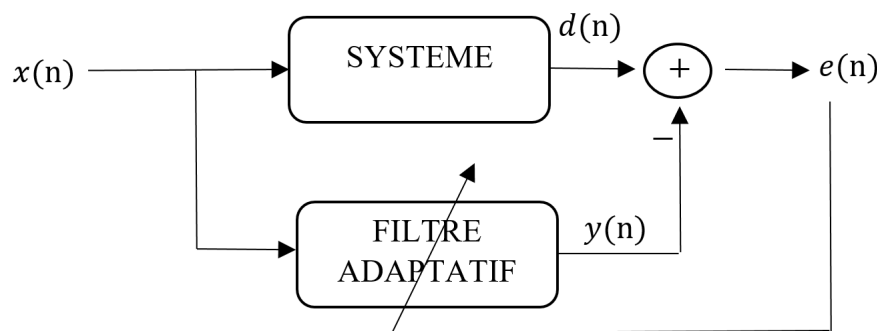 x(n)
SYSTEME
d(n)
+
e(n)
−
FILTRE
ADAPTATIF
y(n)